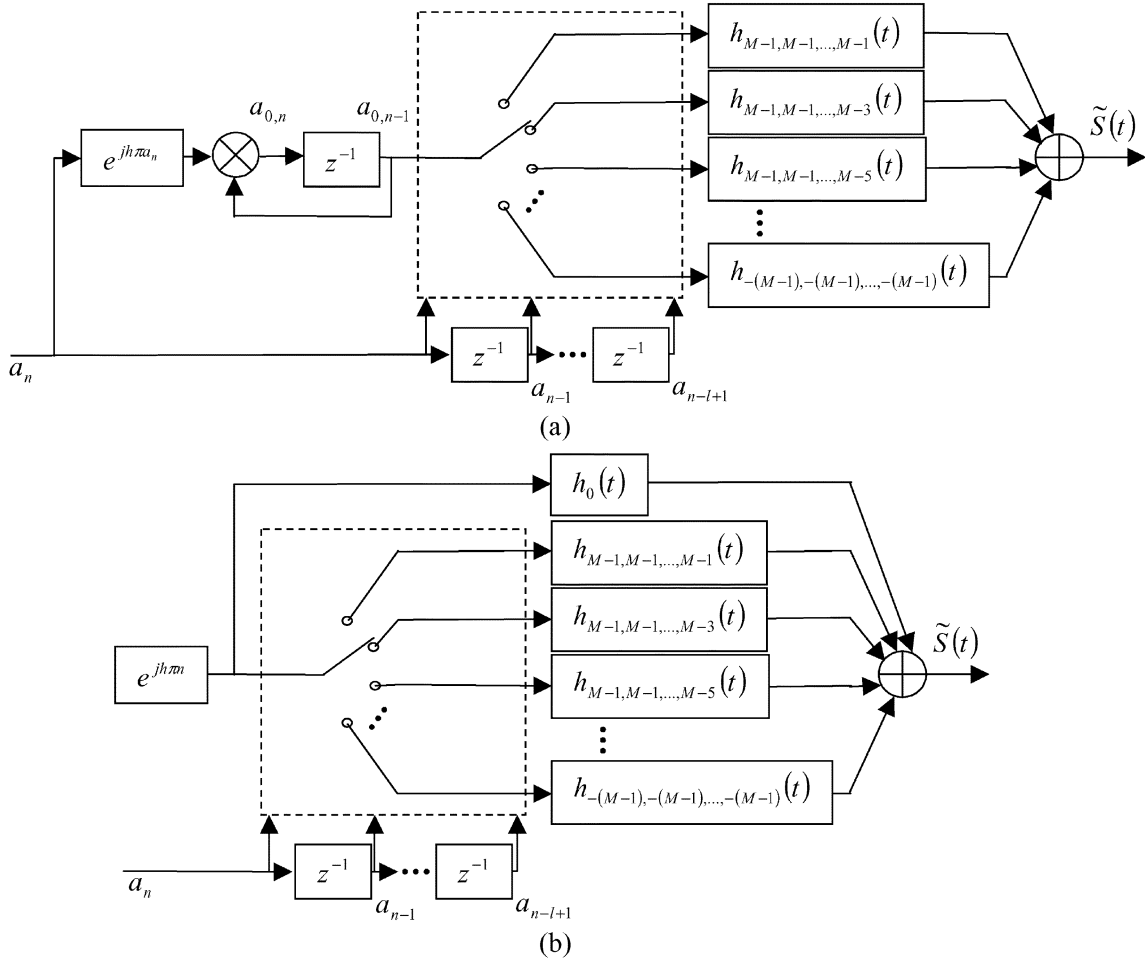 h_{M−1,M−1,...,M−1}(t)
a_{0,n} a_{0,n−1} h_{M−1,M−1,...,M−3}(t) S̃(t)
e^{jhπa_n} z^{−1} h_{M−1,M−1,...,M−5}(t)
h_{−(M−1),−(M−1),...,−(M−1)}(t)
a_n z^{−1} z^{−1}
a_{n−1} a_{n−l+1}
(a)
h_0(t)
h_{M−1,M−1,...,M−1}(t)
h_{M−1,M−1,...,M−3}(t) S̃(t)
e^{jhπn} h_{M−1,M−1,...,M−5}(t)
h_{−(M−1),−(M−1),...,−(M−1)}(t)
a_n z^{−1} z^{−1}
a_{n−1} a_{n−l+1}
(b)